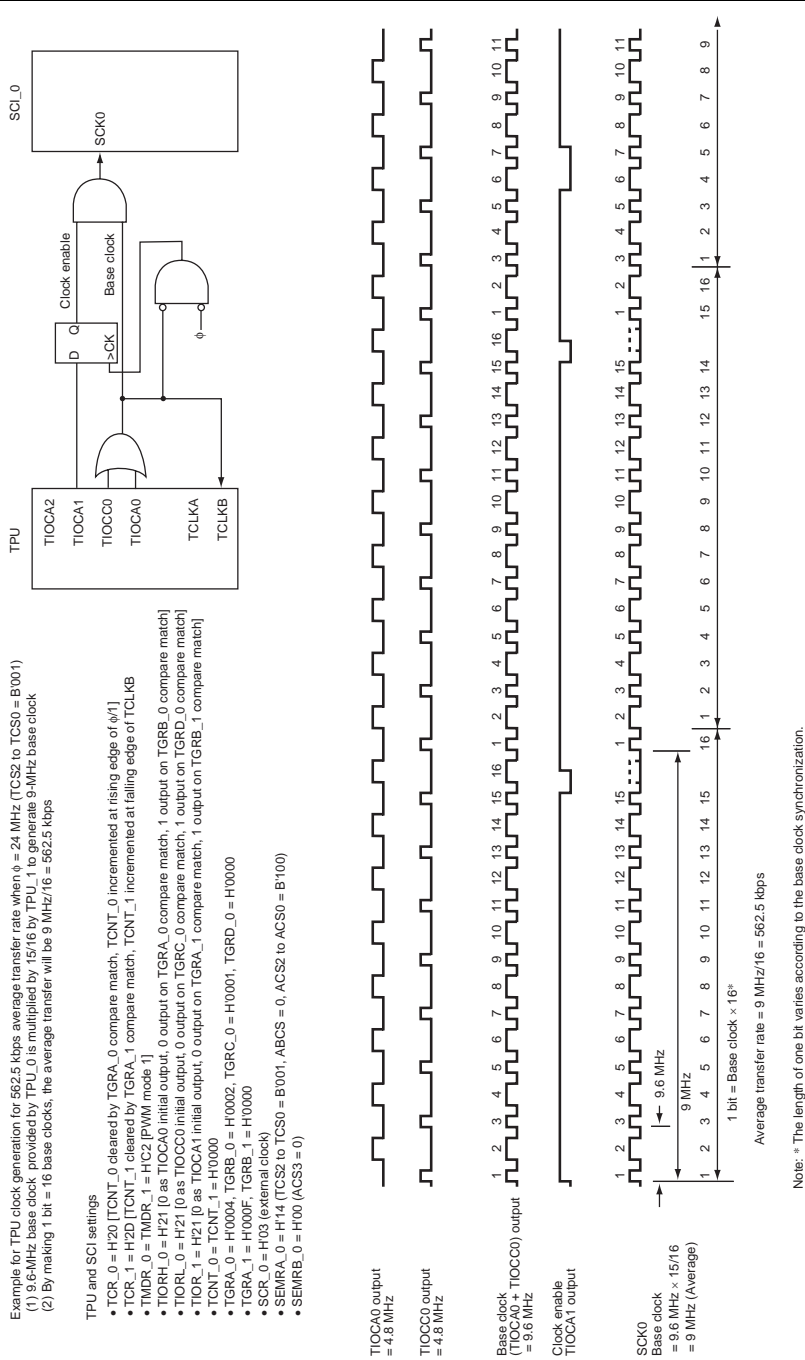 Example for TPU clock generation for 562.5 kbps average transfer rate when ϕ = 24 MHz (TCS2 to TCS0 = B'001)
(1) 9.6-MHz base clock provided by TPU_0 is multiplied by 15/16 by TPU_1 to generate 9-MHz base clock
(2) By making 1 bit = 16 base clocks, the average transfer will be 9 MHz/16 = 562.5 kbps
TPU and SCI settings
• TCR_0 = H'20 [TCNT_0 cleared by TGRA_0 compare match, TCNT_0 incremented at rising edge of ϕ/1]
• TCR_1 = H'2D [TCNT_1 cleared by TGRA_1 compare match, TCNT_1 incremented at falling edge of TCLKB
• TMDR_0 = TMDR_1 = H'C2 [PWM mode 1]
• TIORH_0 = H'21 [0 as TIOCA0 initial output, 0 output on TGRA_0 compare match, 1 output on TGRB_0 compare match]
• TIORL_0 = H'21 [0 as TIOCC0 initial output, 0 output on TGRC_0 compare match, 1 output on TGRD_0 compare match]
• TIOR_1 = H'21 [0 as TIOCA1 initial output, 0 output on TGRA_1 compare match, 1 output on TGRB_1 compare match]
• TCNT_0 = TCNT_1 = H'0000
• TGRA_0 = H'0004, TGRB_0 = H'0002, TGRC_0 = H'0001, TGRD_0 = H'0000
• TGRA_1 = H'000F, TGRB_1 = H'0000
• SCR_0 = H'03 (external clock)
• SEMRA_0 = H'14 (TCS2 to TCS0 = B'001, ABCS = 0, ACS2 to ACS0 = B'100)
• SEMRB_0 = H'00 (ACS3 = 0)
TPU
TIOCA2
TIOCA1
TIOCC0
TIOCA0
TCLKA
TCLKB
D Q
>CK
Clock enable
Base clock
ϕ
SCI_0
SCK0
TIOCA0 output
= 4.8 MHz
TIOCC0 output
= 4.8 MHz
Base clock
(TIOCA0 + TIOCC0) output
= 9.6 MHz
1 2 3 4 5 6 7 8 9 10 11 12 13 14 15 16 1 2 3 4 5 6 7 8 9 10 11 12 13 14 15 16 1 2 3 4 5 6 7 8 9 10 11
Clock enable
TIOCA1 output
SCK0
Base clock
= 9.6 MHz × 15/16
= 9 MHz (Average)
1 2 3 4 5 6 7 8 9 10 11 12 13 14 15 1 2 3 4 5 6 7 8 9 10 11 12 13 14 15 1 2 3 4 5 6 7 8 9 10 11
9.6 MHz
9 MHz
1 2 3 4 5 6 7 8 9 10 11 12 13 14 15 16 1 2 3 4 5 6 7 8 9 10 11 12 13 14 15 16 1 2 3 4 5 6 7 8 9
1 bit = Base clock × 16*
Average transfer rate = 9 MHz/16 = 562.5 kbps
Note: * The length of one bit varies according to the base clock synchronization.